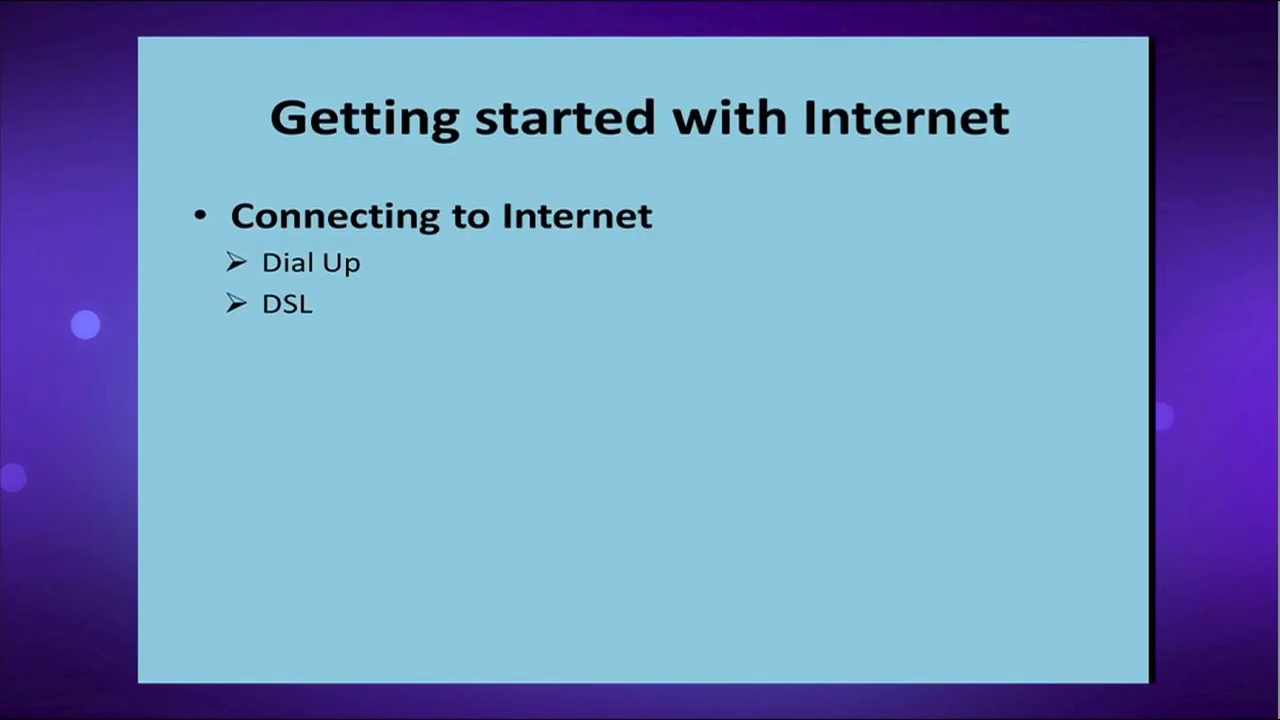 Getting started with Internet
• Connecting to Internet
➢ Dial Up
➢ DSL